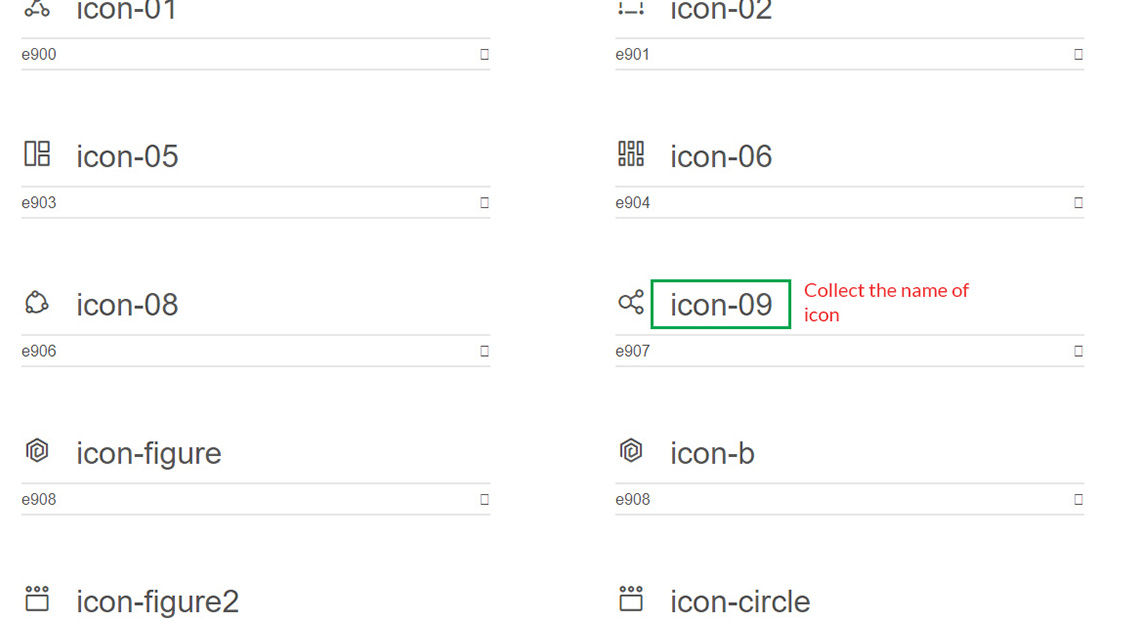 icon-01
icon-02
e900
e901
icon-05
icon-06
e903
e904
icon-08
icon-09
Collect the name of
icon
e906
e907
icon-figure
icon-b
e908
e908
icon-figure2
icon-circle